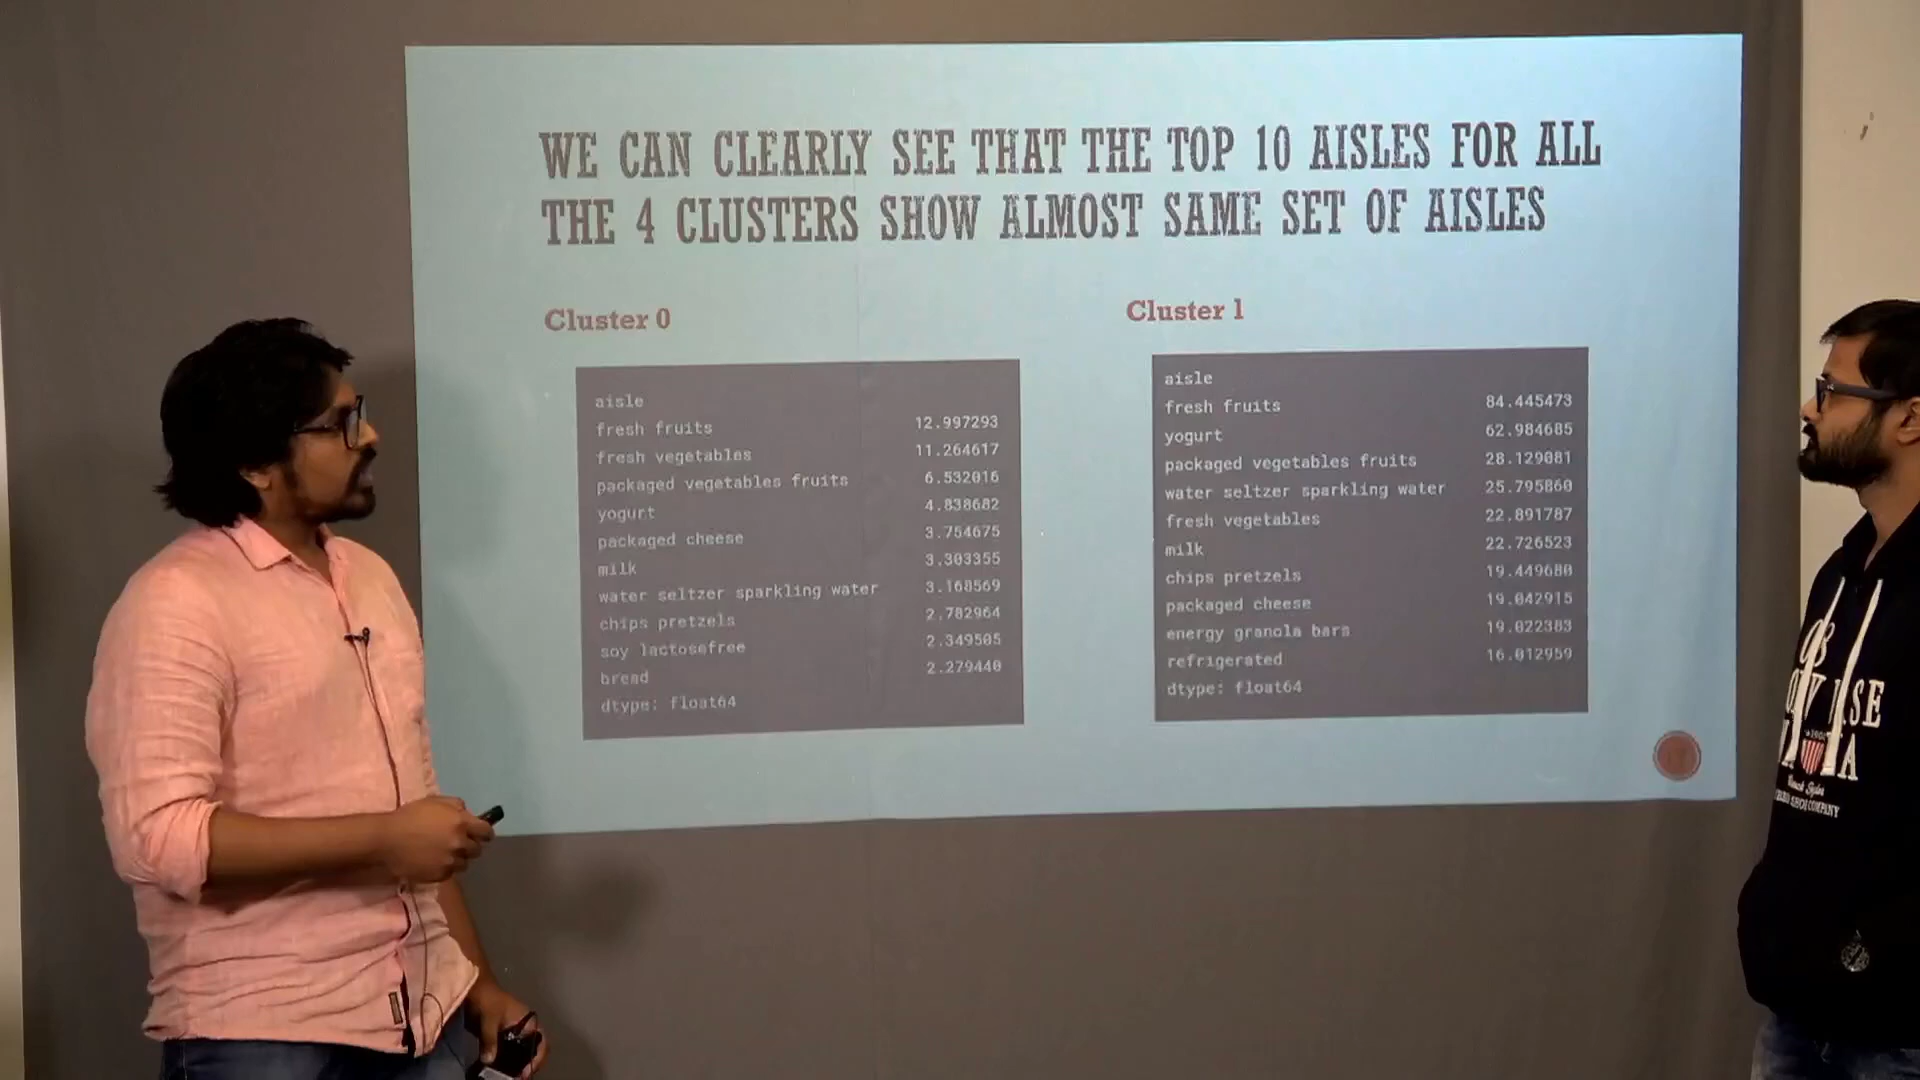 WE CAN CLEARLY SEE THAT THE TOP 10 AISLES FOR ALL
THE 4 CLUSTERS SHOW ALMOST SAME SET OF AISLES
Cluster 0
aisle
fresh fruits 12.997293
fresh vegetables 11.264617
packaged vegetables fruits 6.532016
yogurt 4.838682
packaged cheese 3.754675
milk 3.303355
water seltzer sparkling water 3.168569
chips pretzels 2.782964
soy lactosefree 2.349505
bread 2.279440
dtype: float64
Cluster 1
aisle
fresh fruits 84.445473
yogurt 62.984685
packaged vegetables fruits 28.129081
water seltzer sparkling water 25.795860
fresh vegetables 22.891787
milk 22.726523
chips pretzels 19.449680
packaged cheese 19.042915
energy granola bars 19.022383
refrigerated 16.012959
dtype: float64